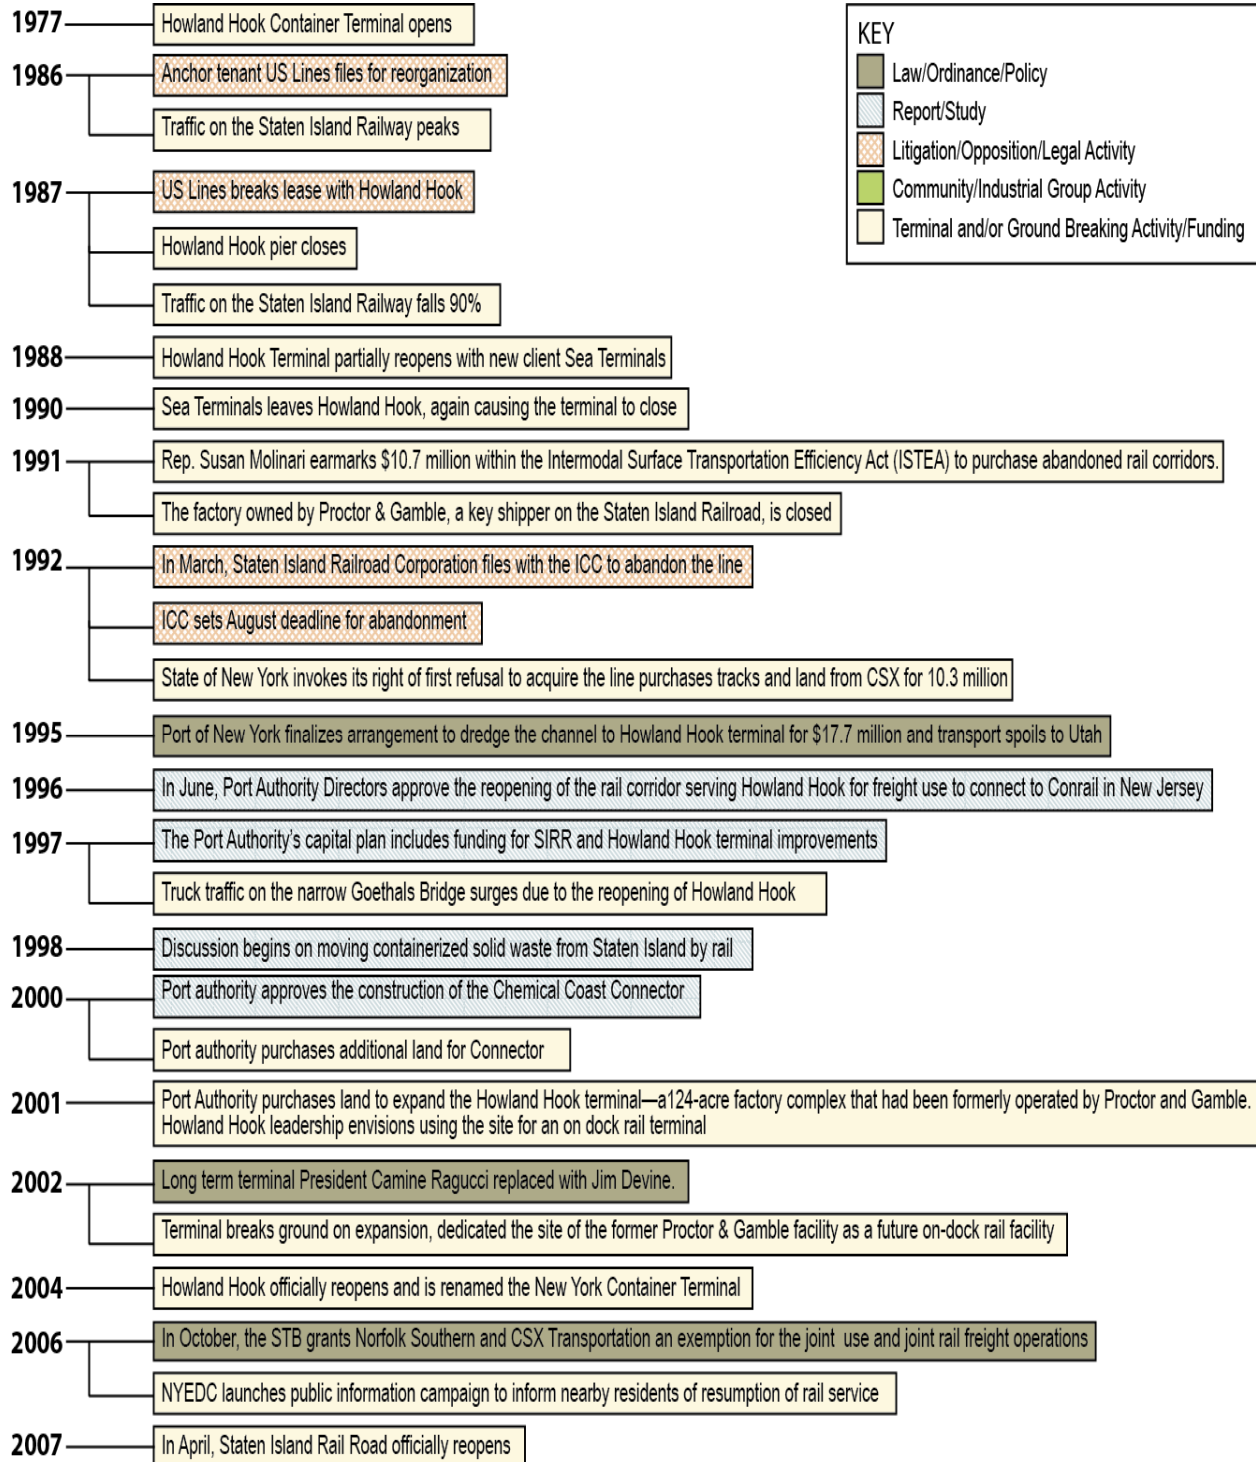 1977
Howland Hook Container Terminal opens
1986
Anchor tenant US Lines files for reorganization
Traffic on the Staten Island Railway peaks
1987
US Lines breaks lease with Howland Hook
Howland Hook pier closes
Traffic on the Staten Island Railway falls 90%
1988
Howland Hook Terminal partially reopens with new client Sea Terminals
1990
Sea Terminals leaves Howland Hook, again causing the terminal to close
1991
Rep. Susan Molinari earmarks $10.7 million within the Intermodal Surface Transportation Efficiency Act (ISTEA) to purchase abandoned rail corridors.
The factory owned by Proctor & Gamble, a key shipper on the Staten Island Railroad, is closed
1992
In March, Staten Island Railroad Corporation files with the ICC to abandon the line
ICC sets August deadline for abandonment
State of New York invokes its right of first refusal to acquire the line purchases tracks and land from CSX for 10.3 million
1995
Port of New York finalizes arrangement to dredge the channel to Howland Hook terminal for $17.7 million and transport spoils to Utah
1996
In June, Port Authority Directors approve the reopening of the rail corridor serving Howland Hook for freight use to connect to Conrail in New Jersey
1997
The Port Authority’s capital plan includes funding for SIRR and Howland Hook terminal improvements
Truck traffic on the narrow Goethals Bridge surges due to the reopening of Howland Hook
1998
Discussion begins on moving containerized solid waste from Staten Island by rail
2000
Port authority approves the construction of the Chemical Coast Connector
Port authority purchases additional land for Connector
2001
Port Authority purchases land to expand the Howland Hook terminal—a124-acre factory complex that had been formerly operated by Proctor and Gamble.
Howland Hook leadership envisions using the site for an on dock rail terminal
2002
Long term terminal President Camine Ragucci replaced with Jim Devine.
Terminal breaks ground on expansion, dedicated the site of the former Proctor & Gamble facility as a future on-dock rail facility
2004
Howland Hook officially reopens and is renamed the New York Container Terminal
2006
In October, the STB grants Norfolk Southern and CSX Transportation an exemption for the joint use and joint rail freight operations
NYEDC launches public information campaign to inform nearby residents of resumption of rail service
2007
In April, Staten Island Rail Road officially reopens
KEY
Law/Ordinance/Policy
Report/Study
Litigation/Opposition/Legal Activity
Community/Industrial Group Activity
Terminal and/or Ground Breaking Activity/Funding